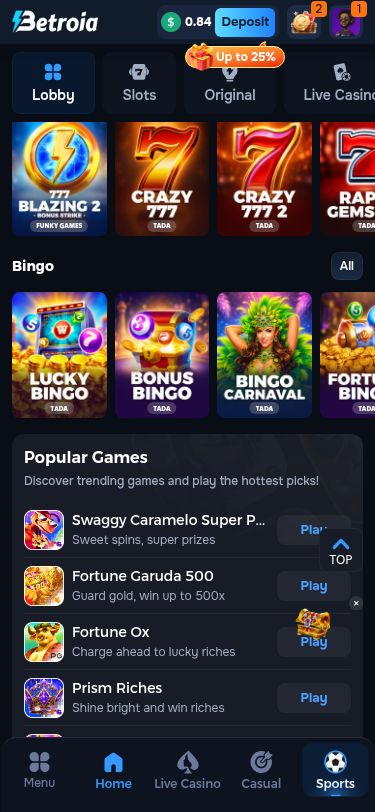 Betroia
$ 0.84 Deposit
2
1
Up to 25%
Lobby
Slots
Original
Live Casino
777
BLAZING 2
- BONUS STRIKE -
FUNKY GAMES
CRAZY
777
TADA
CRAZY
777 2
TADA
RAP
GEMS
TADA
Bingo
All
LUCKY
BINGO
TADA
BONUS
BINGO
TADA
BINGO
CARNAVAL
TADA
FORTU
BING
TADA
Popular Games
Discover trending games and play the hottest picks!
Swaggy Caramelo Super P...
Sweet spins, super prizes
Play
TOP
Fortune Garuda 500
Guard gold, win up to 500x
Play
Fortune Ox
Charge ahead to lucky riches
Play
Prism Riches
Shine bright and win riches
Play
Menu
Home
Live Casino
Casual
Sports